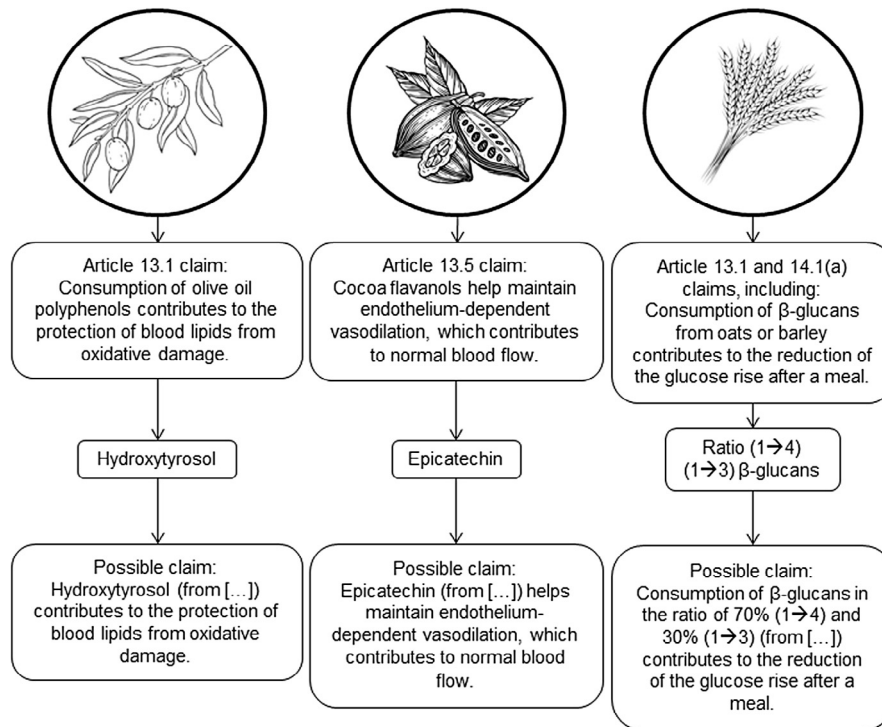 Article 13.1 claim:
Consumption of olive oil
polyphenols contributes to the
protection of blood lipids from
oxidative damage.
Article 13.5 claim:
Cocoa flavanols help maintain
endothelium-dependent
vasodilation, which contributes
to normal blood flow.
Article 13.1 and 14.1(a)
claims, including:
Consumption of β-glucans
from oats or barley
contributes to the reduction of
the glucose rise after a meal.
Hydroxytyrosol
Epicatechin
Ratio (1→4)
(1→3) β-glucans
Possible claim:
Hydroxytyrosol (from [...])
contributes to the protection of
blood lipids from oxidative
damage.
Possible claim:
Epicatechin (from [...]) helps
maintain endothelium-
dependent vasodilation, which
contributes to normal blood
flow.
Possible claim:
Consumption of β-glucans in
the ratio of 70% (1→4) and
30% (1→3) (from [...])
contributes to the reduction
of the glucose rise after a
meal.